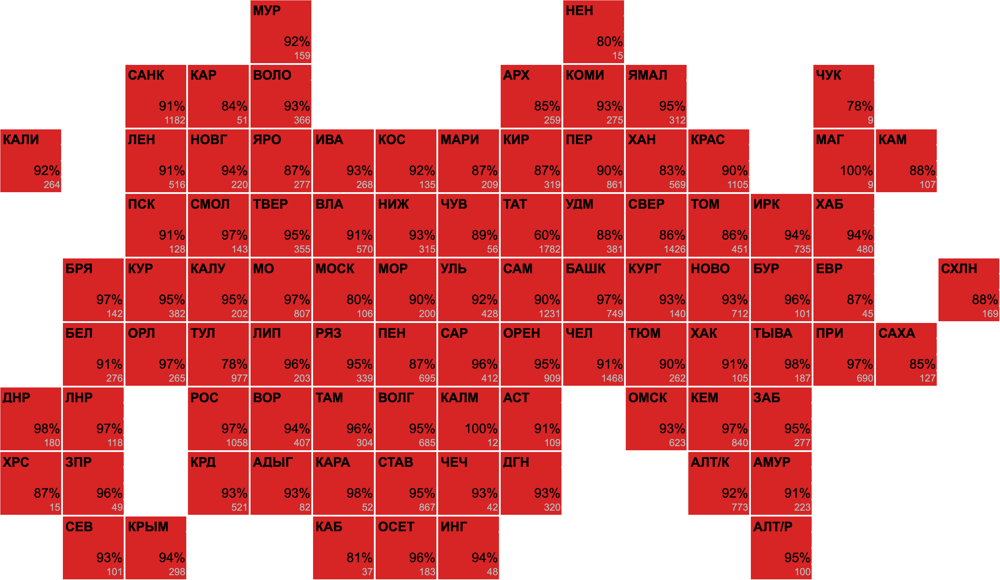 МУР НЕН
92% 80%
159 15
САНК КАР ВОЛО АРХ КОМИ ЯМАЛ ЧУК
91% 84% 93% 85% 93% 95% 78%
1182 51 366 259 275 312 9
КАЛИ ЛЕН НОВГ ЯРО ИВА КОС МАРИ КИР ПЕР ХАН КРАС МАГ КАМ
92% 91% 94% 87% 93% 92% 87% 87% 90% 83% 90% 100% 88%
264 516 220 277 268 135 209 319 861 569 1105 9 107
ПСК СМОЛ ТВЕР ВЛА НИЖ ЧУВ ТАТ УДМ СВЕР ТОМ ИРК ХАБ
91% 97% 95% 91% 93% 89% 60% 88% 86% 86% 94% 94%
128 143 355 570 315 56 1782 381 1426 451 735 480
БРЯ КУР КАЛУ МО МОСК МОР УЛЬ САМ БАШК КУРГ НОВО БУР ЕВР СХЛН
97% 95% 95% 97% 80% 90% 92% 90% 97% 93% 93% 96% 87% 88%
142 382 202 807 106 200 428 1231 749 140 712 101 45 169
БЕЛ ОРЛ ТУЛ ЛИП РЯЗ ПЕН САР ОРЕН ЧЕЛ ТЮМ ХАК ТЫВА ПРИ САХА
91% 97% 78% 96% 95% 87% 96% 95% 91% 90% 91% 98% 97% 85%
276 265 977 203 339 695 412 909 1468 262 105 187 690 127
ДНР ЛНР РОС ВОР ТАМ ВОЛГ КАЛМ АСТ ОМСК КЕМ ЗАБ
98% 97% 97% 94% 96% 95% 100% 91% 93% 97% 95%
180 118 1058 407 304 685 12 109 623 840 277
ХРС ЗПР КРД АДЫГ КАРА СТАВ ЧЕЧ ДГН АЛТ/К АМУР
87% 96% 93% 93% 98% 95% 93% 93% 92% 91%
15 49 521 82 52 867 42 320 773 223
СЕВ КРЫМ КАБ ОСЕТ ИНГ АЛТ/Р
93% 94% 81% 96% 94% 95%
101 298 37 183 48 100